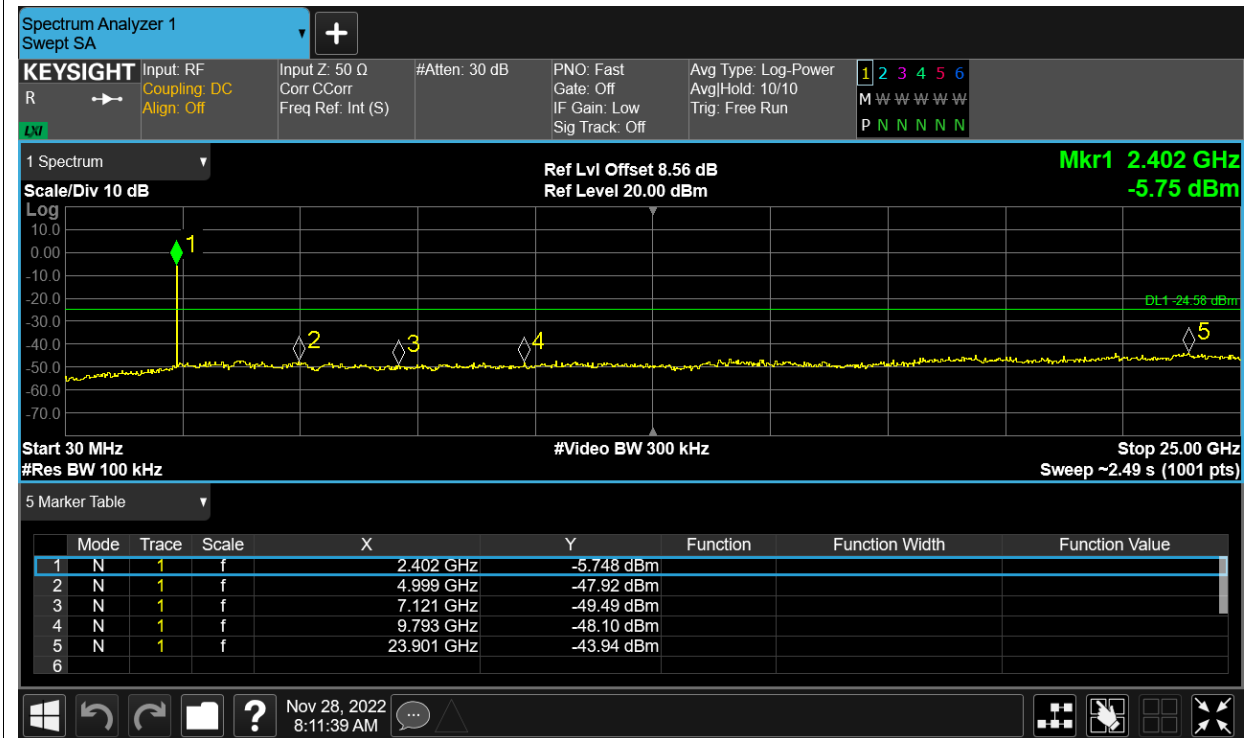 Spectrum Analyzer 1
Swept SA
+
KEYSIGHT
R
LXI
Input: RF
Coupling: DC
Align: Off
Input Z: 50 Ω
Corr CCorr
Freq Ref: Int (S)
#Atten: 30 dB
PNO: Fast
Gate: Off
IF Gain: Low
Sig Track: Off
Avg Type: Log-Power
Avg|Hold: 10/10
Trig: Free Run
1 2 3 4 5 6
M W W W W W
P N N N N N
1 Spectrum
Scale/Div 10 dB
Ref Lvl Offset 8.56 dB
Ref Level 20.00 dBm
Mkr1 2.402 GHz
-5.75 dBm
Log
10.0
0.00
-10.0
-20.0
-30.0
-40.0
-50.0
-60.0
-70.0
1
2
3
4
5
DL1 -24.58 dBm
Start 30 MHz
#Res BW 100 kHz
#Video BW 300 kHz
Stop 25.00 GHz
Sweep ~2.49 s (1001 pts)
5 Marker Table
Mode Trace Scale X Y Function Function Width Function Value
1 N 1 f 2.402 GHz -5.748 dBm
2 N 1 f 4.999 GHz -47.92 dBm
3 N 1 f 7.121 GHz -49.49 dBm
4 N 1 f 9.793 GHz -48.10 dBm
5 N 1 f 23.901 GHz -43.94 dBm
6
?
Nov 28, 2022
8:11:39 AM